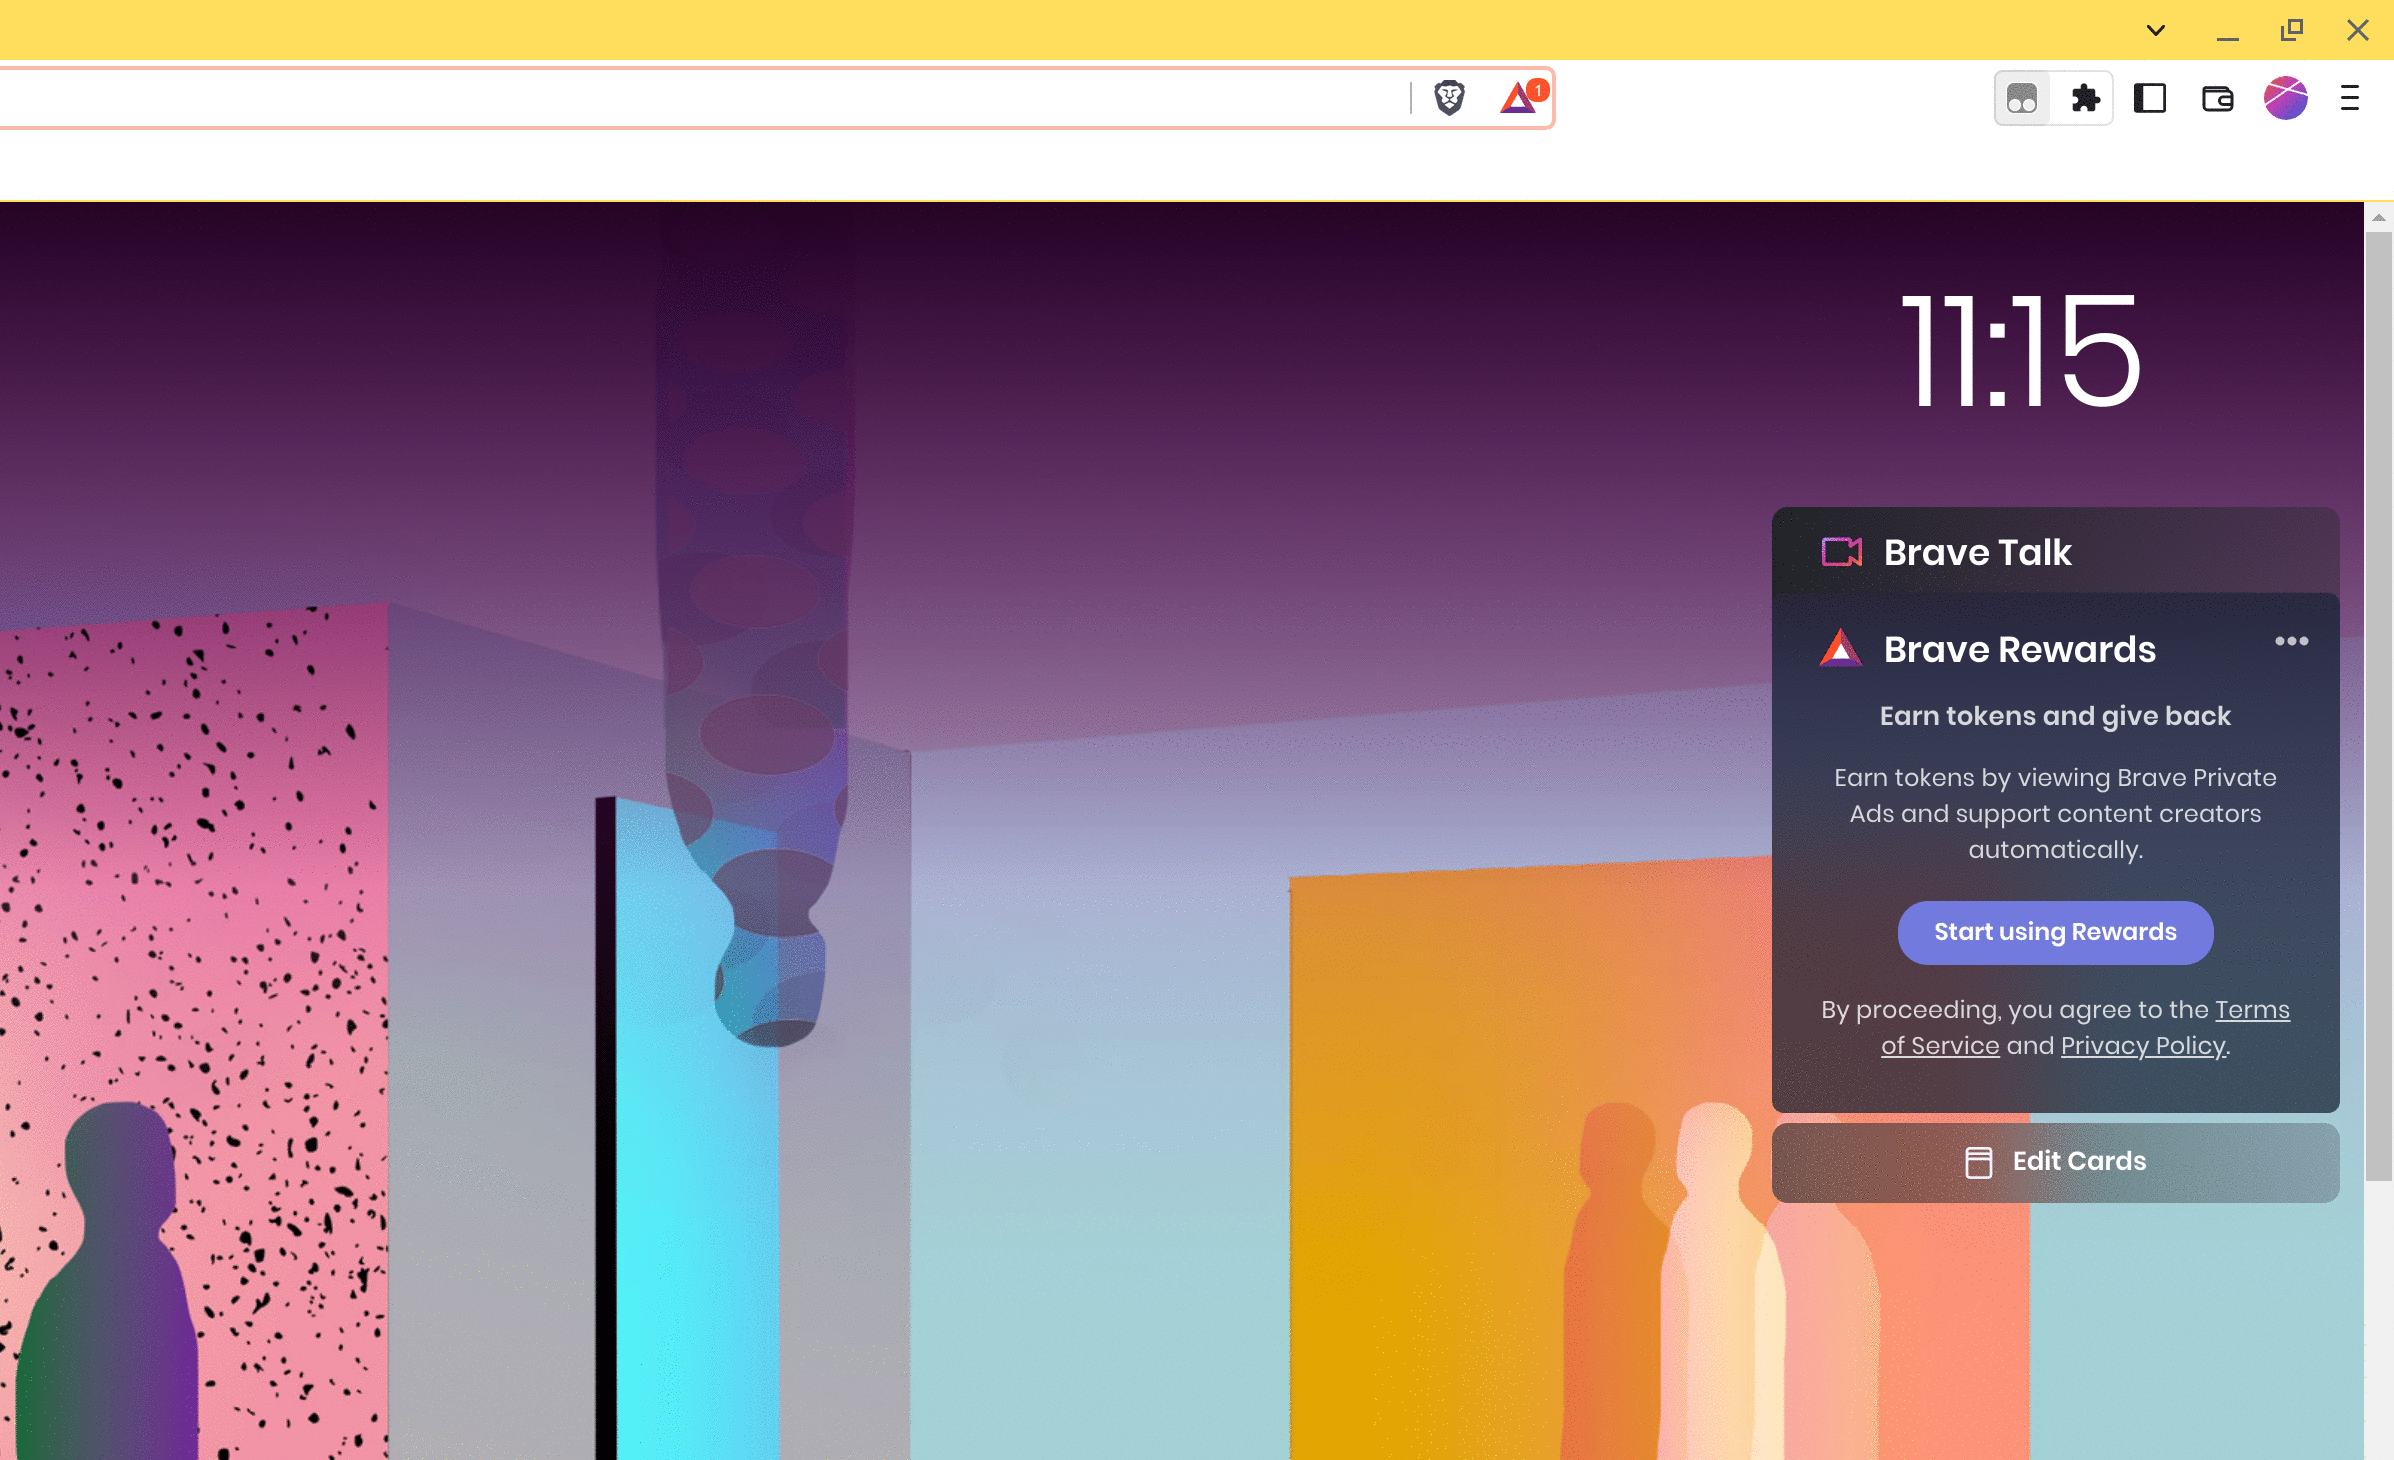 1
11:15
Brave Talk
Brave Rewards
Earn tokens and give back
Earn tokens by viewing Brave Private
Ads and support content creators
automatically.
Start using Rewards
By proceeding, you agree to the Terms
of Service and Privacy Policy.
Edit Cards